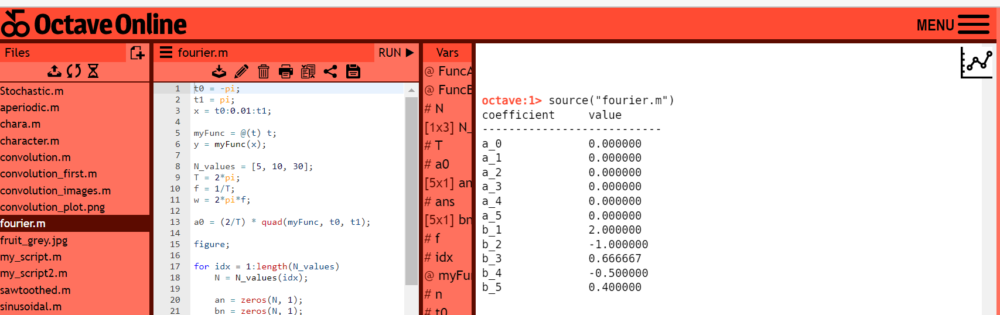 OctaveOnline
MENU
Files
fourier.m
RUN
Vars
Stochastic.m
aperiodic.m
chara.m
character.m
convolution.m
convolution_first.m
convolution_images.m
convolution_plot.png
fourier.m
fruit_grey.jpg
my_script.m
my_script2.m
sawtoothed.m
sinusoidal.m
1 t0 = -pi;
2 t1 = pi;
3 x = t0:0.01:t1;
4
5 myFunc = @(t) t;
6 y = myFunc(x);
7
8 N_values = [5, 10, 30];
9 T = 2*pi;
10 f = 1/T;
11 w = 2*pi*f;
12
13 a0 = (2/T) * quad(myFunc, t0, t1);
14
15 figure;
16
17 for idx = 1:length(N_values)
18 N = N_values(idx);
19
20 an = zeros(N, 1);
21 bn = zeros(N, 1);
@ FuncA
@ FuncB
# N
[1x3] N_
# T
# a0
[5x1] an
# ans
[5x1] bn
# f
# idx
@ myFu
# n
# t0
octave:1> source("fourier.m")
coefficient value
---------------------------
a_0 0.000000
a_1 0.000000
a_2 0.000000
a_3 0.000000
a_4 0.000000
a_5 0.000000
b_1 2.000000
b_2 -1.000000
b_3 0.666667
b_4 -0.500000
b_5 0.400000